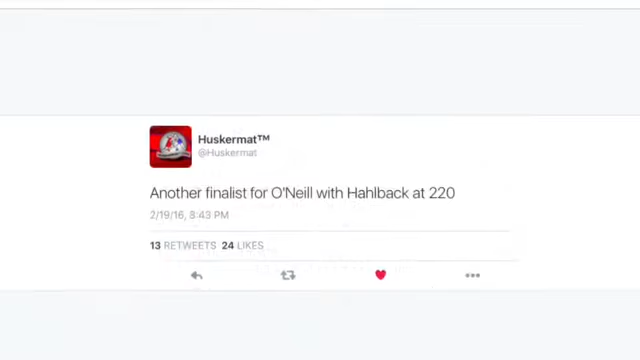 Huskermat™
@Huskermat
Another finalist for O'Neill with Hahlback at 220
2/19/16, 8:43 PM
13 RETWEETS 24 LIKES